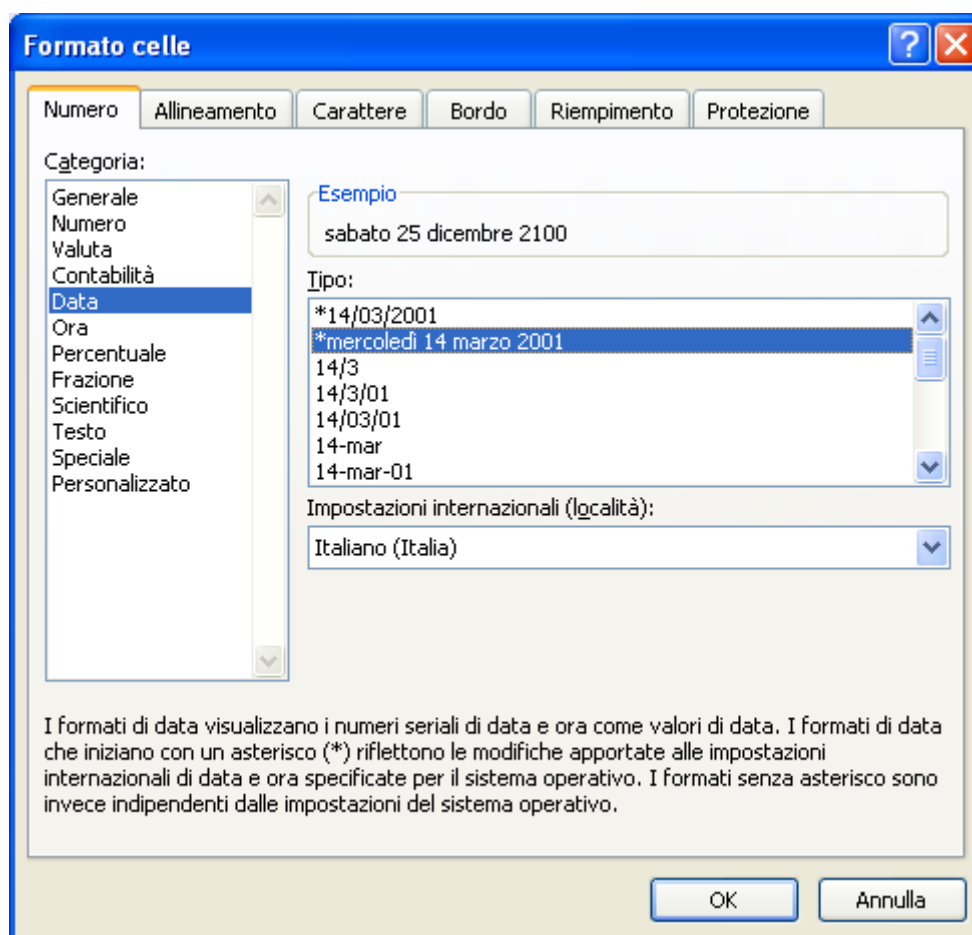 Formato celle
Numero Allineamento Carattere Bordo Riempimento Protezione
Categoria:
Generale
Numero
Valuta
Contabilità
Data
Ora
Percentuale
Frazione
Scientifico
Testo
Speciale
Personalizzato
Esempio
sabato 25 dicembre 2100
Tipo:
*14/03/2001
*mercoledì 14 marzo 2001
14/3
14/3/01
14/03/01
14-mar
14-mar-01
Impostazioni internazionali (località):
Italiano (Italia)
I formati di data visualizzano i numeri seriali di data e ora come valori di data. I formati di data
che iniziano con un asterisco (*) riflettono le modifiche apportate alle impostazioni
internazionali di data e ora specificate per il sistema operativo. I formati senza asterisco sono
invece indipendenti dalle impostazioni del sistema operativo.
OK Annulla